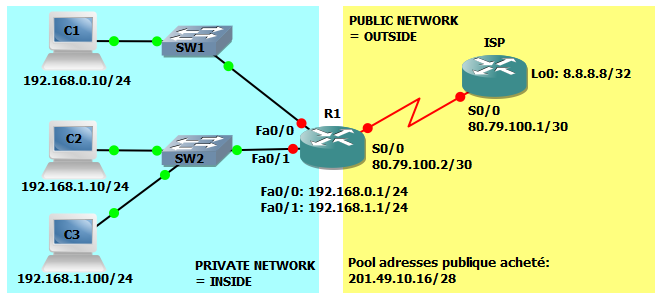 C1
SW1
192.168.0.10/24
C2
SW2
192.168.1.10/24
C3
192.168.1.100/24
PRIVATE NETWORK
= INSIDE
Fa0/0
Fa0/1
R1
Fa0/0: 192.168.0.1/24
Fa0/1: 192.168.1.1/24
PUBLIC NETWORK
= OUTSIDE
ISP
Lo0: 8.8.8.8/32
S0/0
80.79.100.1/30
S0/0
80.79.100.2/30
Pool adresses publique acheté:
201.49.10.16/28